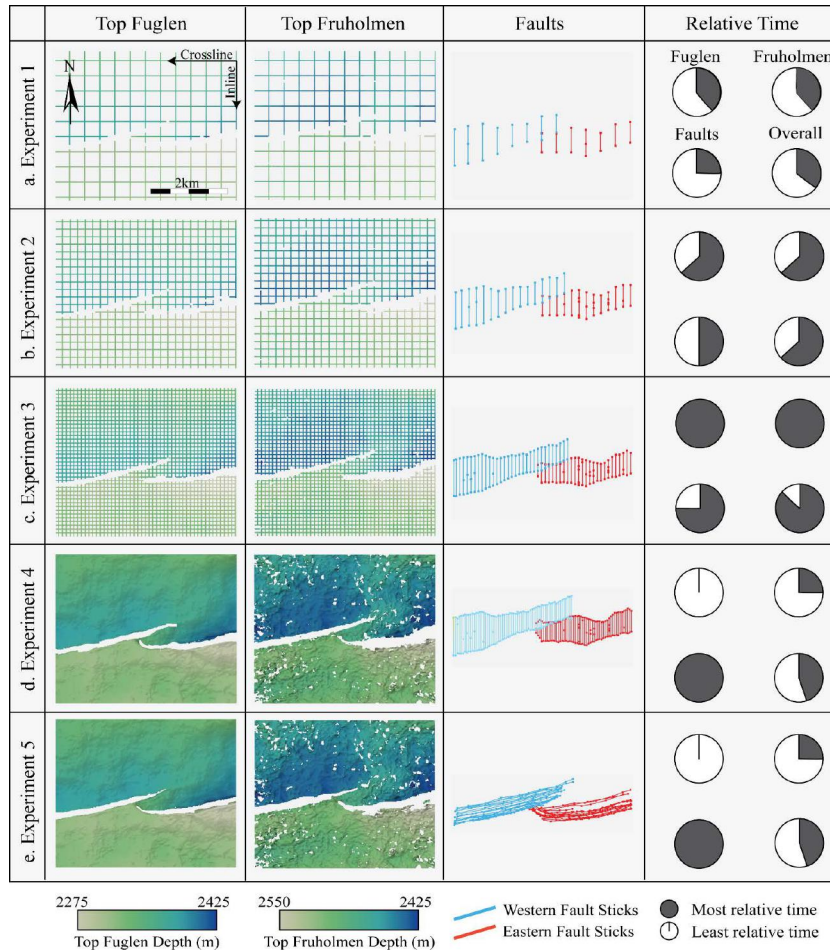 Top Fuglen Top Fruholmen Faults Relative Time
a. Experiment 1
N
Crossline
Inline
2km
Fuglen Fruholmen
Faults Overall
b. Experiment 2
c. Experiment 3
d. Experiment 4
e. Experiment 5
2275 2425
Top Fuglen Depth (m)
2550 2425
Top Fruholmen Depth (m)
Western Fault Sticks
Eastern Fault Sticks
Most relative time
Least relative time